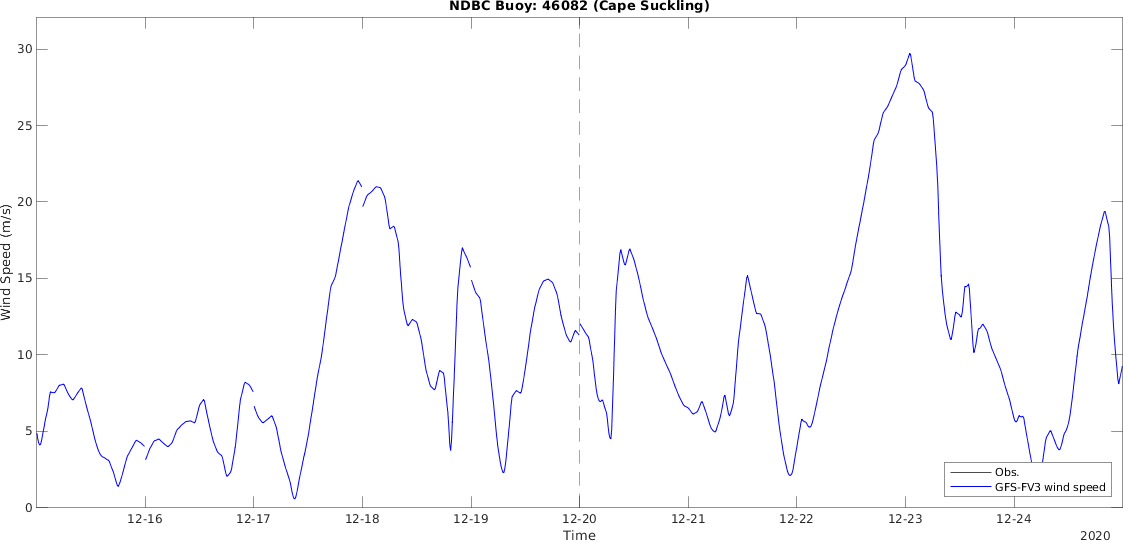 NDBC Buoy: 46082 (Cape Suckling)
Wind Speed (m/s)
30
25
20
15
10
5
0
12-16 12-17 12-18 12-19 12-20 12-21 12-22 12-23 12-24
Time
2020
Obs.
GFS-FV3 wind speed